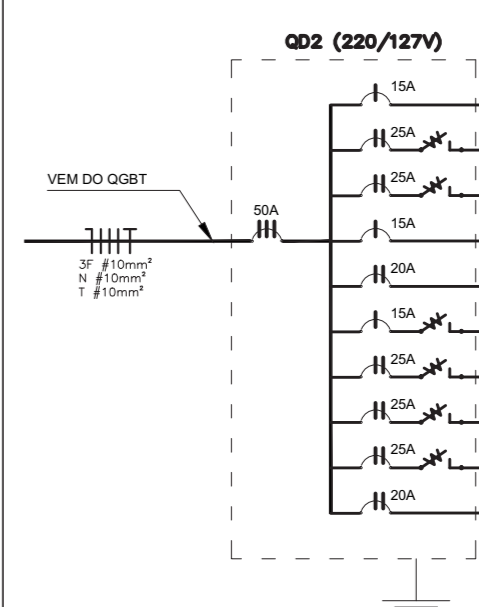 QD2 (220/127V)
15A
25A
VEM DO QGBT
25A
50A
15A
3F #10mm²
N #10mm²
T #10mm²
20A
15A
25A
25A
25A
20A